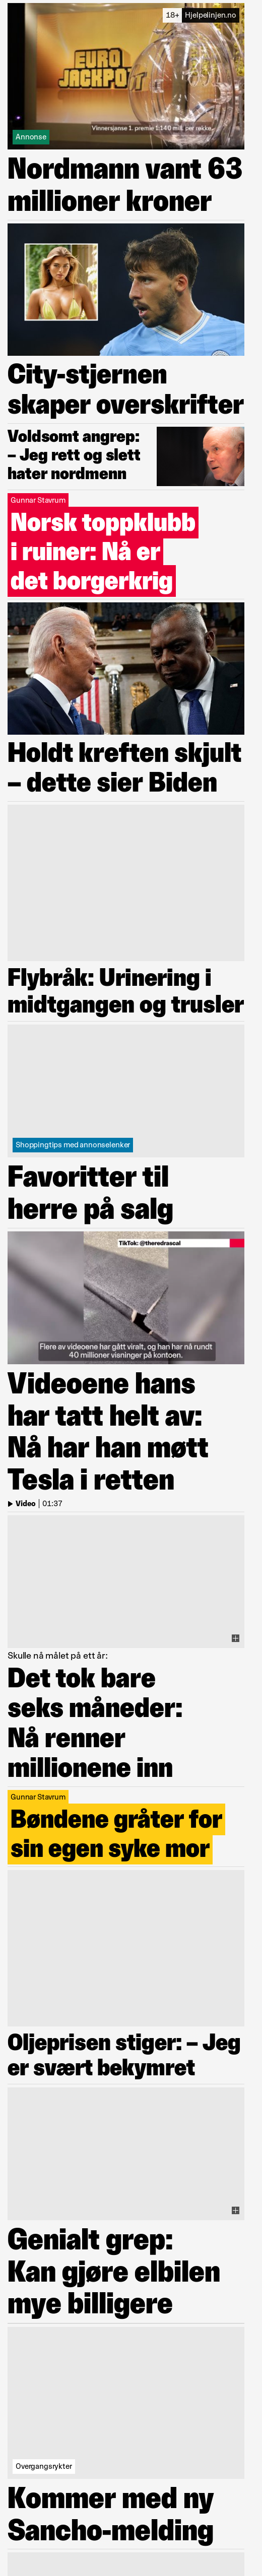 18+ Hjelpelinjen.no
EURO
JACKPOT
Vinnersjanse 1. premie 1:140 mill. per rekke.
Annonse
Nordmann vant 63
millioner kroner
City-stjernen
skaper overskrifter
Voldsomt angrep:
– Jeg rett og slett
hater nordmenn
Gunnar Stavrum
Norsk toppklubb
i ruiner: Nå er
det borgerkrig
Holdt kreften skjult
– dette sier Biden
Flybråk: Urinering i
midtgangen og trusler
Shoppingtips med annonselenker
Favoritter til
herre på salg
TikTok: @theredrascal
Flere av videoene har gått viralt, og han har nå rundt
40 millioner visninger på kontoen.
Videoene hans
har tatt helt av:
Nå har han møtt
Tesla i retten
Video | 01:37
Skulle nå målet på ett år:
Det tok bare
seks måneder:
Nå renner
millionene inn
Gunnar Stavrum
Bøndene gråter for
sin egen syke mor
Oljeprisen stiger: – Jeg
er svært bekymret
Genialt grep:
Kan gjøre elbilen
mye billigere
Overgangsrykter
Kommer med ny
Sancho-melding